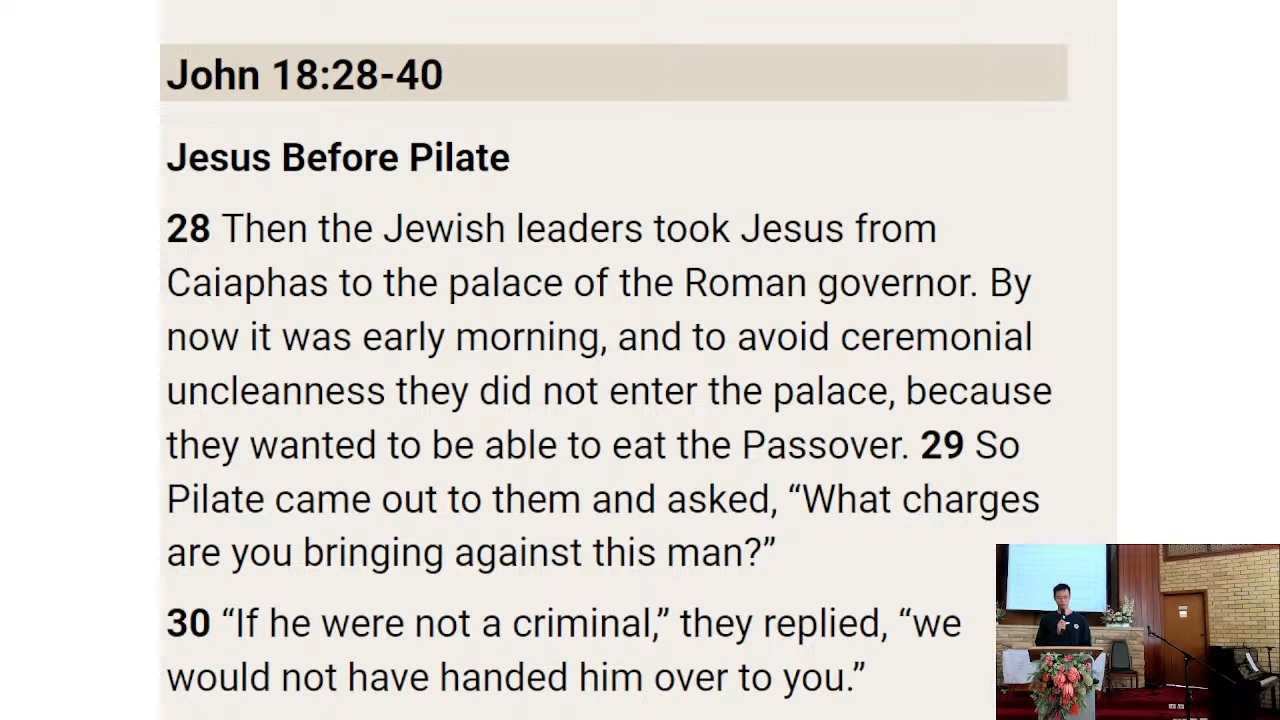 John 18:28-40
Jesus Before Pilate
28 Then the Jewish leaders took Jesus from
Caiaphas to the palace of the Roman governor. By
now it was early morning, and to avoid ceremonial
uncleanness they did not enter the palace, because
they wanted to be able to eat the Passover. 29 So
Pilate came out to them and asked, “What charges
are you bringing against this man?”
30 “If he were not a criminal,” they replied, “we
would not have handed him over to you.”